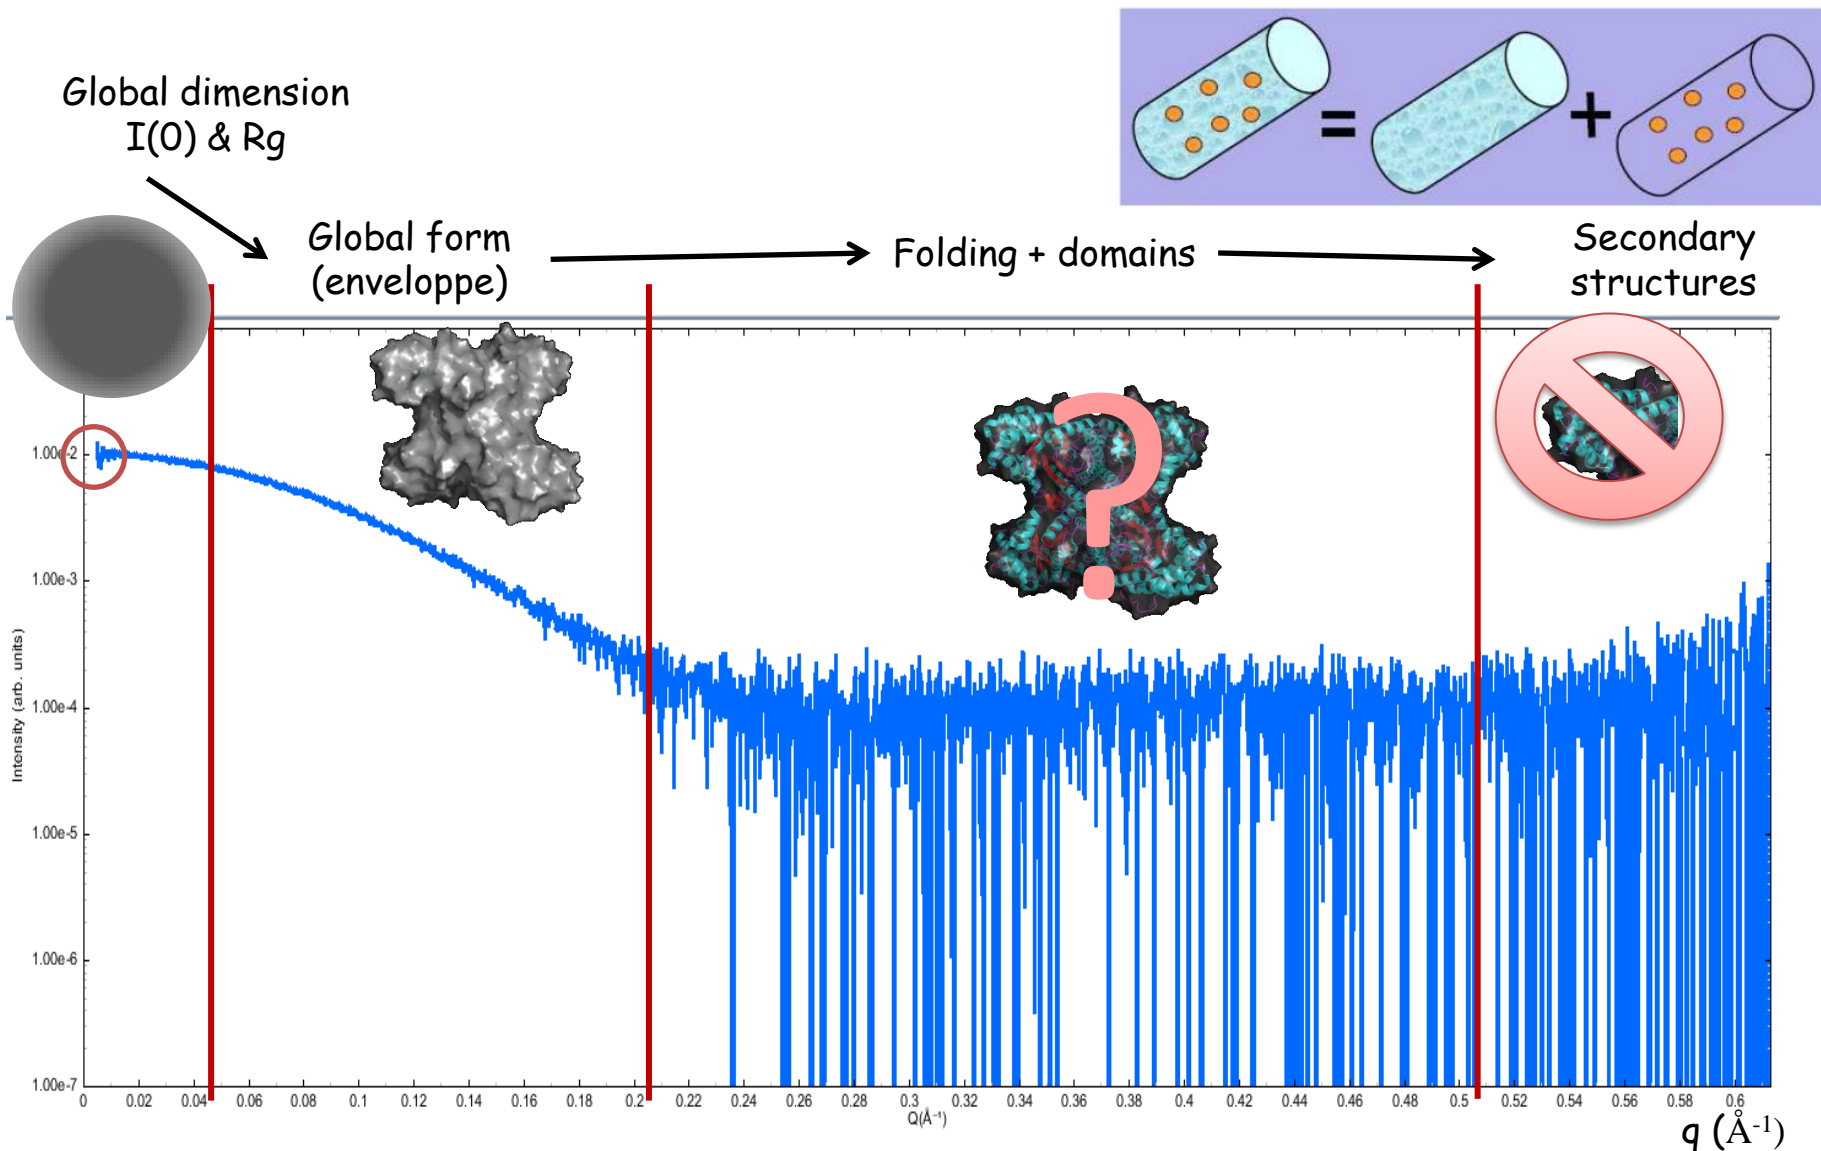 Global dimension
I(0) & Rg
=
+
Global form
(enveloppe)
Folding + domains
Secondary
structures
?
1.00e-2
1.00e-3
1.00e-4
1.00e-5
1.00e-6
1.00e-7
Intensity (arb. units)
0 0.02 0.04 0.06 0.08 0.1 0.12 0.14 0.16 0.18 0.2 0.22 0.24 0.26 0.28 0.3 0.32 0.34 0.36 0.38 0.4 0.42 0.44 0.46 0.48 0.5 0.52 0.54 0.56 0.58 0.6
Q(Å⁻¹)
q (Å⁻¹)